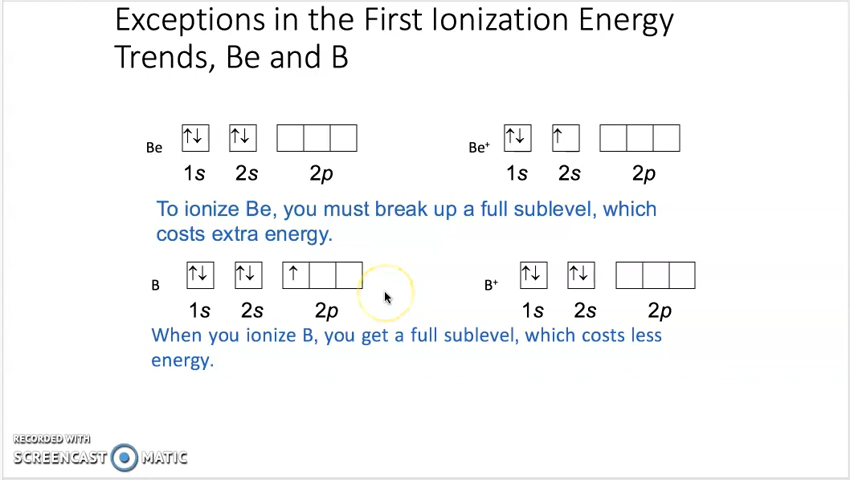 Exceptions in the First Ionization Energy
Trends, Be and B
Be ↑↓ ↑↓ Be⁺ ↑↓ ↑
1s 2s 2p 1s 2s 2p
To ionize Be, you must break up a full sublevel, which
costs extra energy.
B ↑↓ ↑↓ ↑ B⁺ ↑↓ ↑↓
1s 2s 2p 1s 2s 2p
When you ionize B, you get a full sublevel, which costs less
energy.
RECORDED WITH
SCREENCAST MATIC